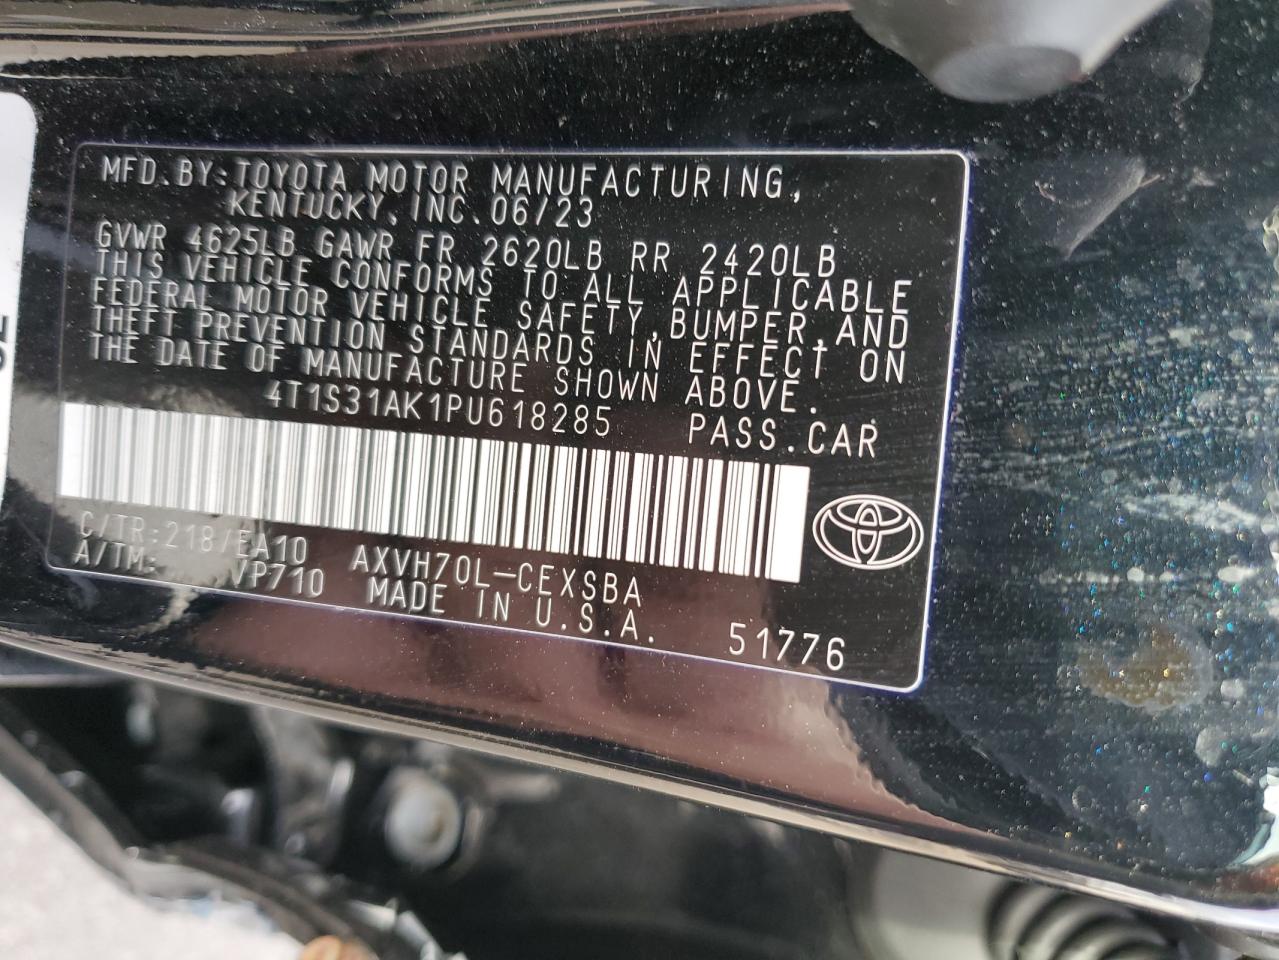 MFD.BY:TOYOTA MOTOR MANUFACTURING,
KENTUCKY,INC.06/23
GVWR 4625LB GAWR FR 2620LB RR 2420LB
THIS VEHICLE CONFORMS TO ALL APPLICABLE
FEDERAL MOTOR VEHICLE SAFETY,BUMPER,AND
THEFT PREVENTION STANDARDS IN EFFECT ON
THE DATE OF MANUFACTURE SHOWN ABOVE.
4T1S31AK1PU618285 PASS.CAR
C/TR:218/EA10 AXVH70L-CEXSBA
A/TM: VP710 MADE IN U.S.A. 51776